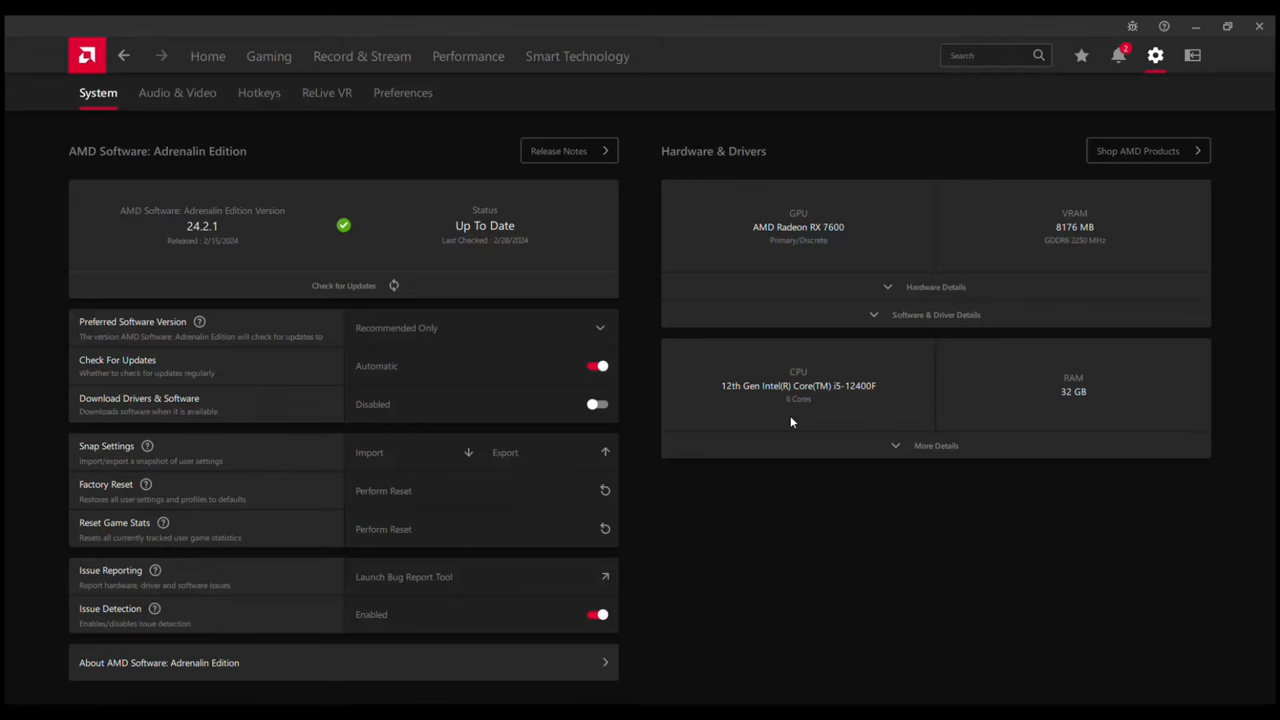 2
Home
Gaming
Record & Stream
Performance
Smart Technology
Search
System
Audio & Video
Hotkeys
ReLive VR
Preferences
AMD Software: Adrenalin Edition
Release Notes
AMD Software: Adrenalin Edition Version
24.2.1
Released : 2/15/2024
Status
Up To Date
Last Checked : 2/28/2024
Check for Updates
Preferred Software Version
The version AMD Software: Adrenalin Edition will check for updates to
Recommended Only
Check For Updates
Whether to check for updates regularly
Automatic
Download Drivers & Software
Downloads software when it is available
Disabled
Snap Settings
Import/export a snapshot of user settings
Import
Export
Factory Reset
Restores all user settings and profiles to defaults
Perform Reset
Reset Game Stats
Resets all currently tracked user game statistics
Perform Reset
Issue Reporting
Report hardware, driver and software issues.
Launch Bug Report Tool
Issue Detection
Enables/disables issue detection.
Enabled
About AMD Software: Adrenalin Edition
Hardware & Drivers
Shop AMD Products
GPU
AMD Radeon RX 7600
Primary/Discrete
VRAM
8176 MB
GDDR6 2250 MHz
Hardware Details
Software & Driver Details
CPU
12th Gen Intel(R) Core(TM) i5-12400F
6 Cores
RAM
32 GB
More Details